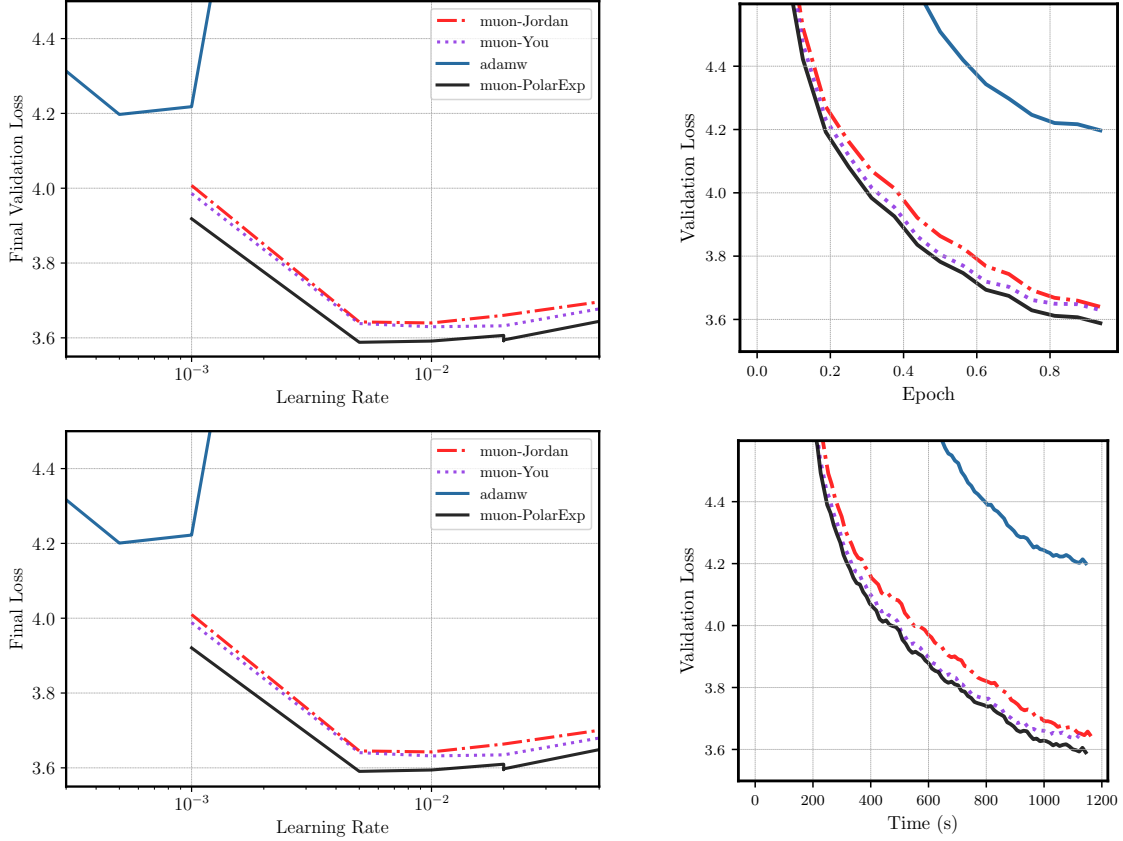 4.4
4.2
4.0
3.8
3.6
Final Validation Loss
muon-Jordan
muon-You
adamw
muon-PolarExp
10⁻³
10⁻²
Learning Rate
4.4
4.2
4.0
3.8
3.6
Validation Loss
0.0
0.2
0.4
0.6
0.8
Epoch
4.4
4.2
4.0
3.8
3.6
Final Loss
muon-Jordan
muon-You
adamw
muon-PolarExp
10⁻³
10⁻²
Learning Rate
4.4
4.2
4.0
3.8
3.6
Validation Loss
0
200
400
600
800
1000
1200
Time (s)